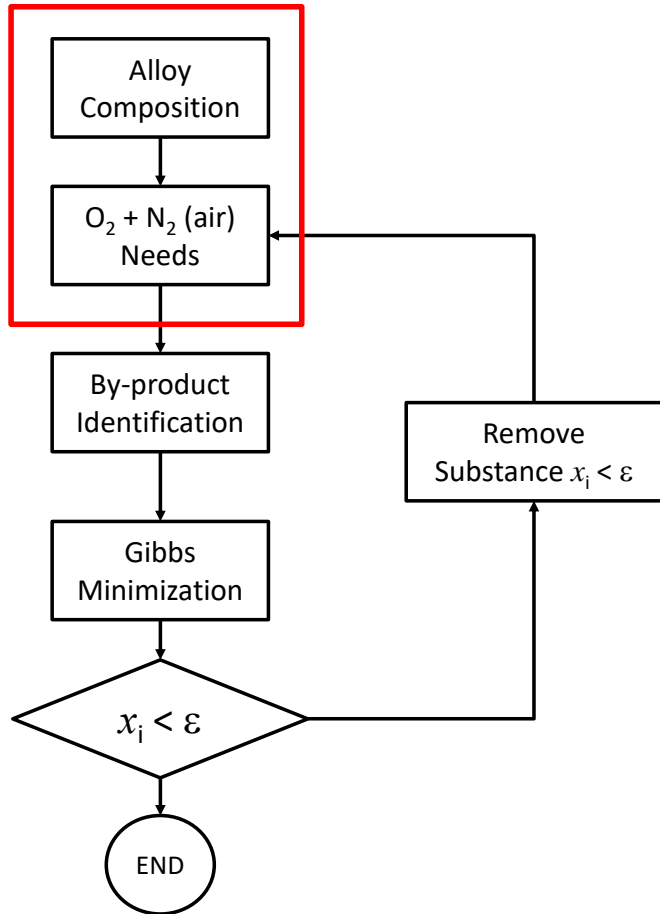 Alloy
Composition
O₂ + N₂ (air)
Needs
By-product
Identification
Remove
Substance xᵢ < ε
Gibbs
Minimization
xᵢ < ε
END